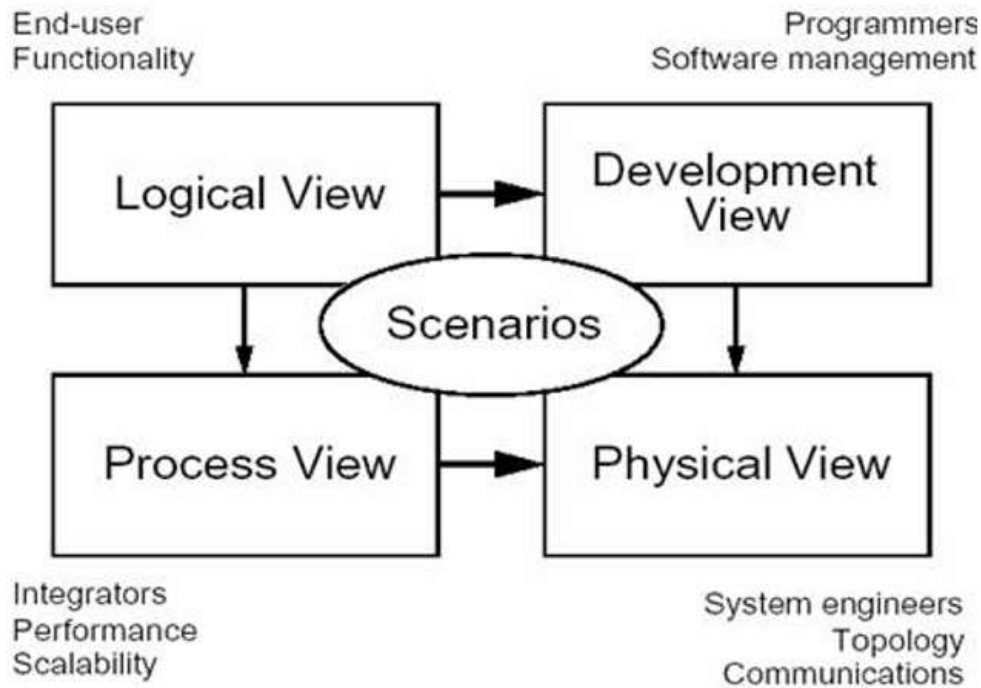 End-user
Functionality
Programmers
Software management
Logical View
Development
View
Scenarios
Process View
Physical View
Integrators
Performance
Scalability
System engineers
Topology
Communications